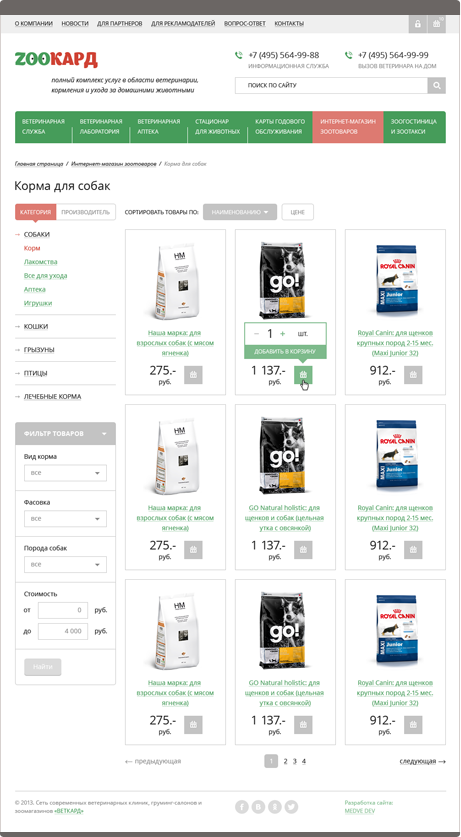 О КОМПАНИИ НОВОСТИ ДЛЯ ПАРТНЕРОВ ДЛЯ РЕКЛАМОДАТЕЛЕЙ ВОПРОС-ОТВЕТ КОНТАКТЫ
ZOOКАРД
полный комплекс услуг в области ветеринарии,
кормления и ухода за домашними животными
+7 (495) 564-99-88
ИНФОРМАЦИОННАЯ СЛУЖБА
+7 (495) 564-99-99
ВЫЗОВ ВЕТЕРИНАРА НА ДОМ
ПОИСК ПО САЙТУ
ВЕТЕРИНАРНАЯ СЛУЖБА
ВЕТЕРИНАРНАЯ ЛАБОРАТОРИЯ
ВЕТЕРИНАРНАЯ АПТЕКА
СТАЦИОНАР ДЛЯ ЖИВОТНЫХ
КАРТЫ ГОДОВОГО ОБСЛУЖИВАНИЯ
ИНТЕРНЕТ-МАГАЗИН ЗООТОВАРОВ
ЗООГОСТИНИЦА И ЗООТАКСИ
Главная страница / Интернет-магазин зоотоваров / Корма для собак
Корма для собак
КАТЕГОРИЯ ПРОИЗВОДИТЕЛЬ
СОРТИРОВАТЬ ТОВАРЫ ПО: НАИМЕНОВАНИЮ ЦЕНЕ
СОБАКИ
Корм
Лакомства
Все для ухода
Аптека
Игрушки
КОШКИ
ГРЫЗУНЫ
ПТИЦЫ
ЛЕЧЕБНЫЕ КОРМА
ФИЛЬТР ТОВАРОВ
Вид корма
все
Фасовка
все
Порода собак
все
Стоимость
от 0 руб.
до 4 000 руб.
Найти
HM
Наша марка: для
взрослых собак (с мясом
ягненка)
275.-
руб.
go!
− 1 + шт.
ДОБАВИТЬ В КОРЗИНУ
1 137.-
руб.
ROYAL CANIN
MAXI Junior
Royal Canin: для щенков
крупных пород 2-15 мес.
(Maxi Junior 32)
912.-
руб.
HM
Наша марка: для
взрослых собак (с мясом
ягненка)
275.-
руб.
go!
GO Natural holistic: для
щенков и собак (цельная
утка с овсянкой)
1 137.-
руб.
ROYAL CANIN
MAXI Junior
Royal Canin: для щенков
крупных пород 2-15 мес.
(Maxi Junior 32)
912.-
руб.
HM
Наша марка: для
взрослых собак (с мясом
ягненка)
275.-
руб.
go!
GO Natural holistic: для
щенков и собак (цельная
утка с овсянкой)
1 137.-
руб.
ROYAL CANIN
MAXI Junior
Royal Canin: для щенков
крупных пород 2-15 мес.
(Maxi Junior 32)
912.-
руб.
← предыдущая 1 2 3 4 следующая →
© 2013. Сеть современных ветеринарных клиник, груминг-салонов и
зоомагазинов «ВЕТКАРД»
Разработка сайта:
MEDVE DEV